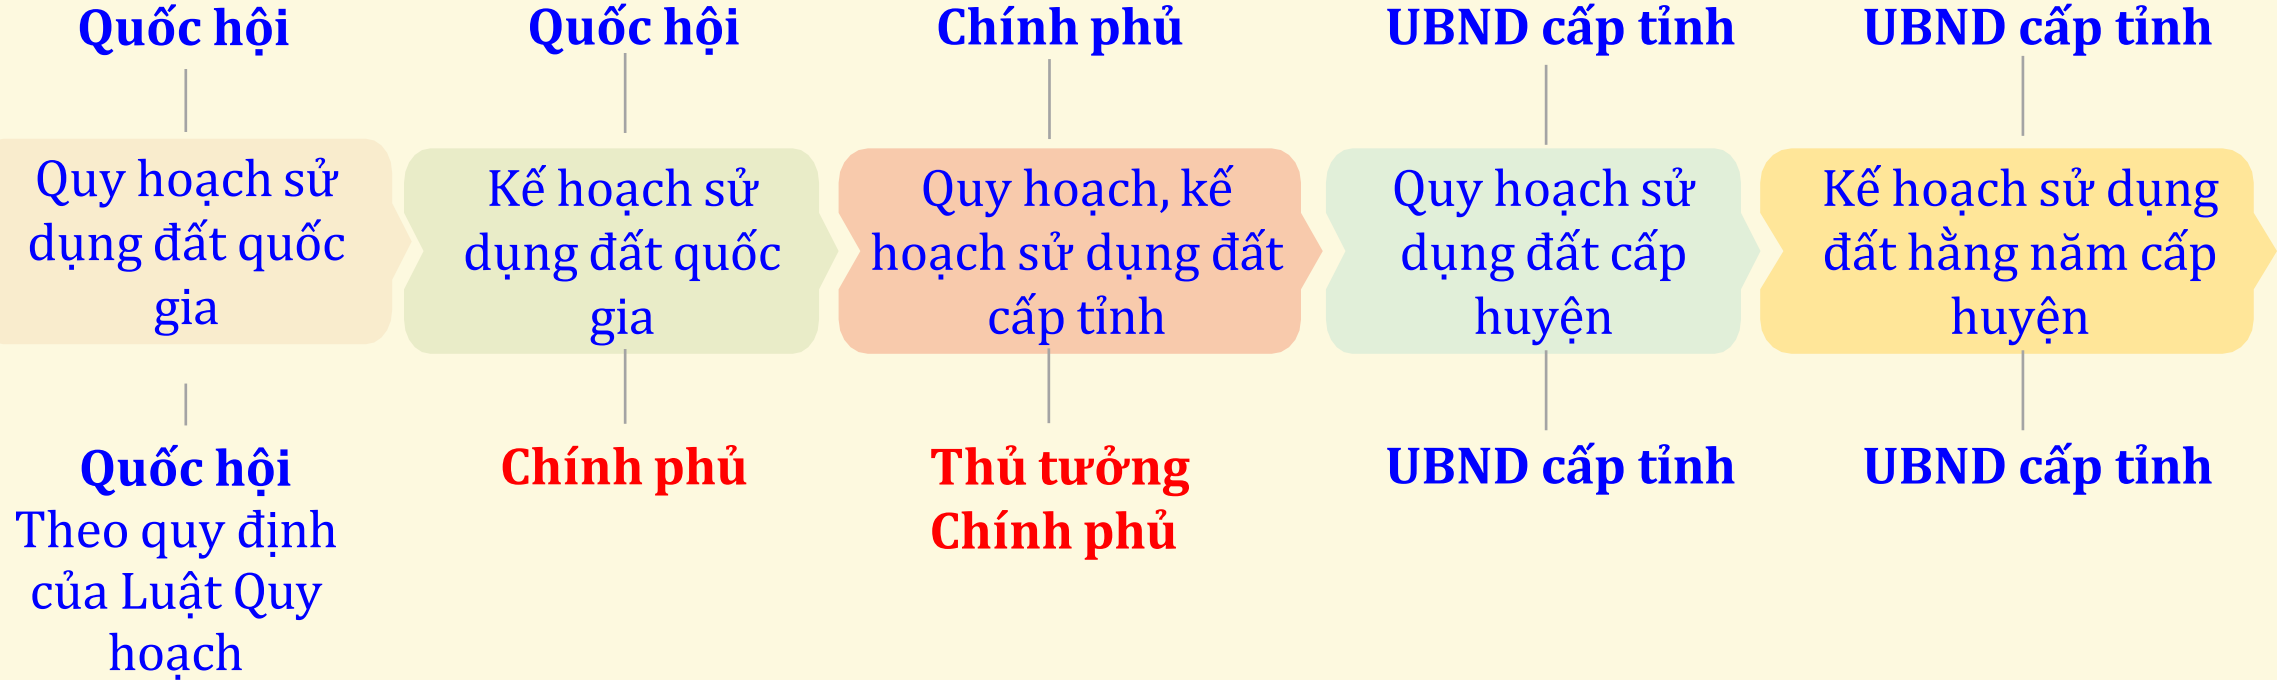 Quốc hội
Quốc hội
Chính phủ
UBND cấp tỉnh
UBND cấp tỉnh
Quy hoạch sử
dụng đất quốc
gia
Kế hoạch sử
dụng đất quốc
gia
Quy hoạch, kế
hoạch sử dụng đất
cấp tỉnh
Quy hoạch sử
dụng đất cấp
huyện
Kế hoạch sử dụng
đất hằng năm cấp
huyện
Quốc hội
Theo quy định
của Luật Quy
hoạch
Chính phủ
Thủ tưởng
Chính phủ
UBND cấp tỉnh
UBND cấp tỉnh